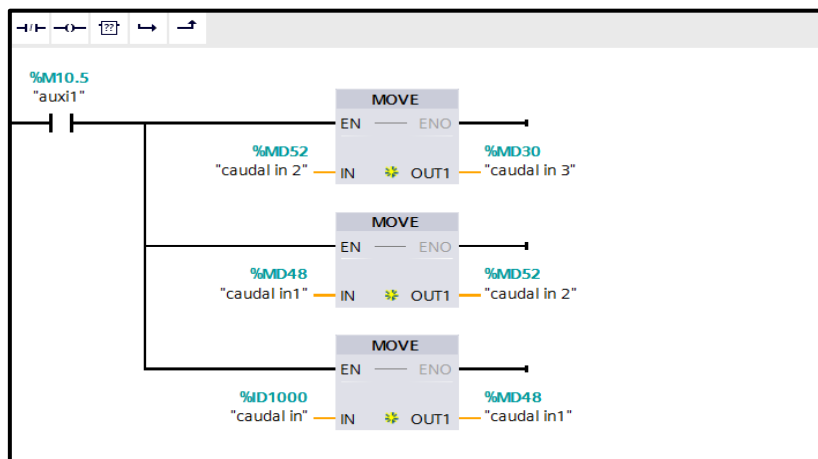 ??
%M10.5
"auxi1"
MOVE
EN ENO
%MD52 %MD30
"caudal in 2" IN OUT1 "caudal in 3"
MOVE
EN ENO
%MD48 %MD52
"caudal in1" IN OUT1 "caudal in 2"
MOVE
EN ENO
%ID1000 %MD48
"caudal in" IN OUT1 "caudal in1"